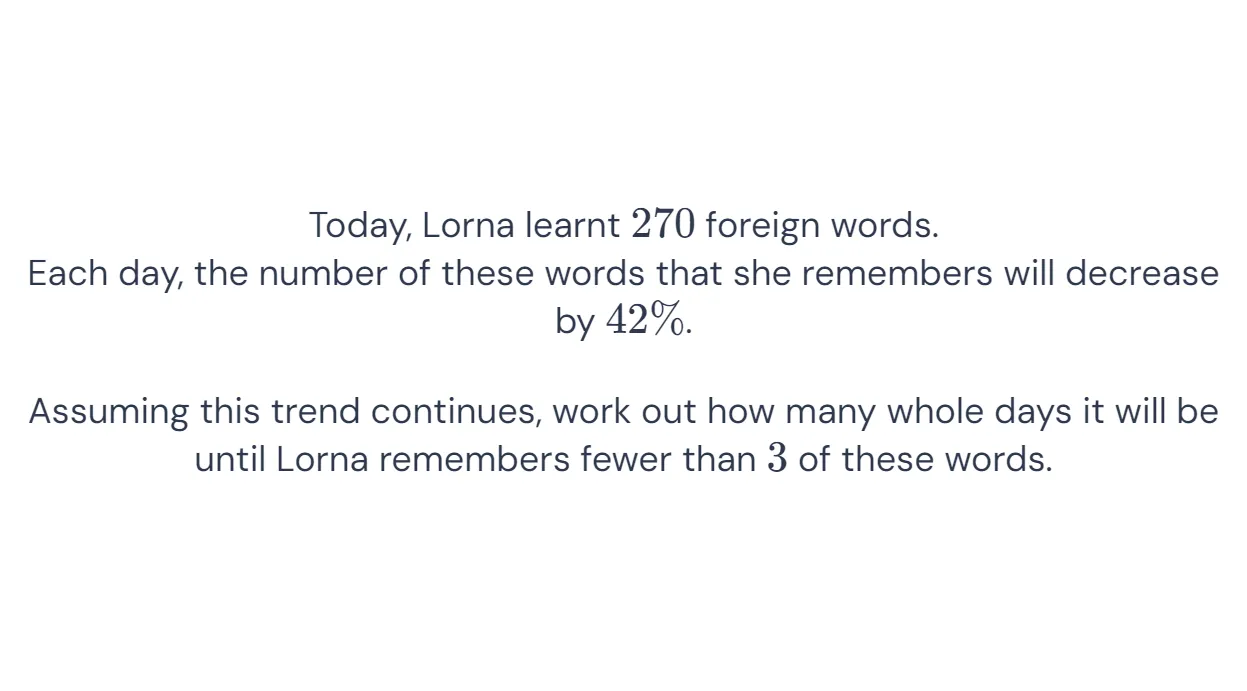 Today, Lorna learnt 270 foreign words.
Each day, the number of these words that she remembers will decrease
by 42%.
Assuming this trend continues, work out how many whole days it will be
until Lorna remembers fewer than 3 of these words.